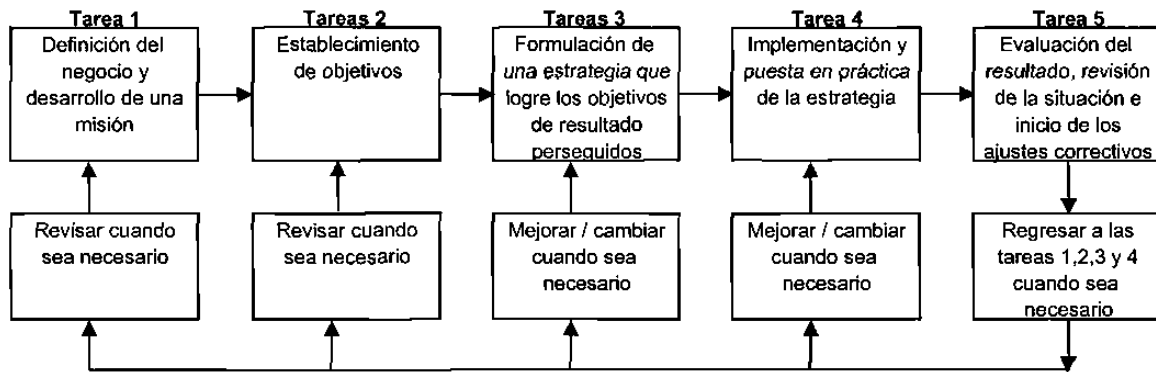 Tarea 1
Definición del
negocio y
desarrollo de una
misión
Tareas 2
Establecimiento
de objetivos
Tareas 3
Formulación de
una estrategia que
logre los objetivos
de resultado
perseguidos
Tarea 4
Implementación y
puesta en práctica
de la estrategia
Tarea 5
Evaluación del
resultado, revisión
de la situación e
inicio de los
ajustes correctivos
Revisar cuando
sea necesario
Revisar cuando
sea necesario
Mejorar / cambiar
cuando sea
necesario
Mejorar / cambiar
cuando sea
necesario
Regresar a las
tareas 1,2,3 y 4
cuando sea
necesario